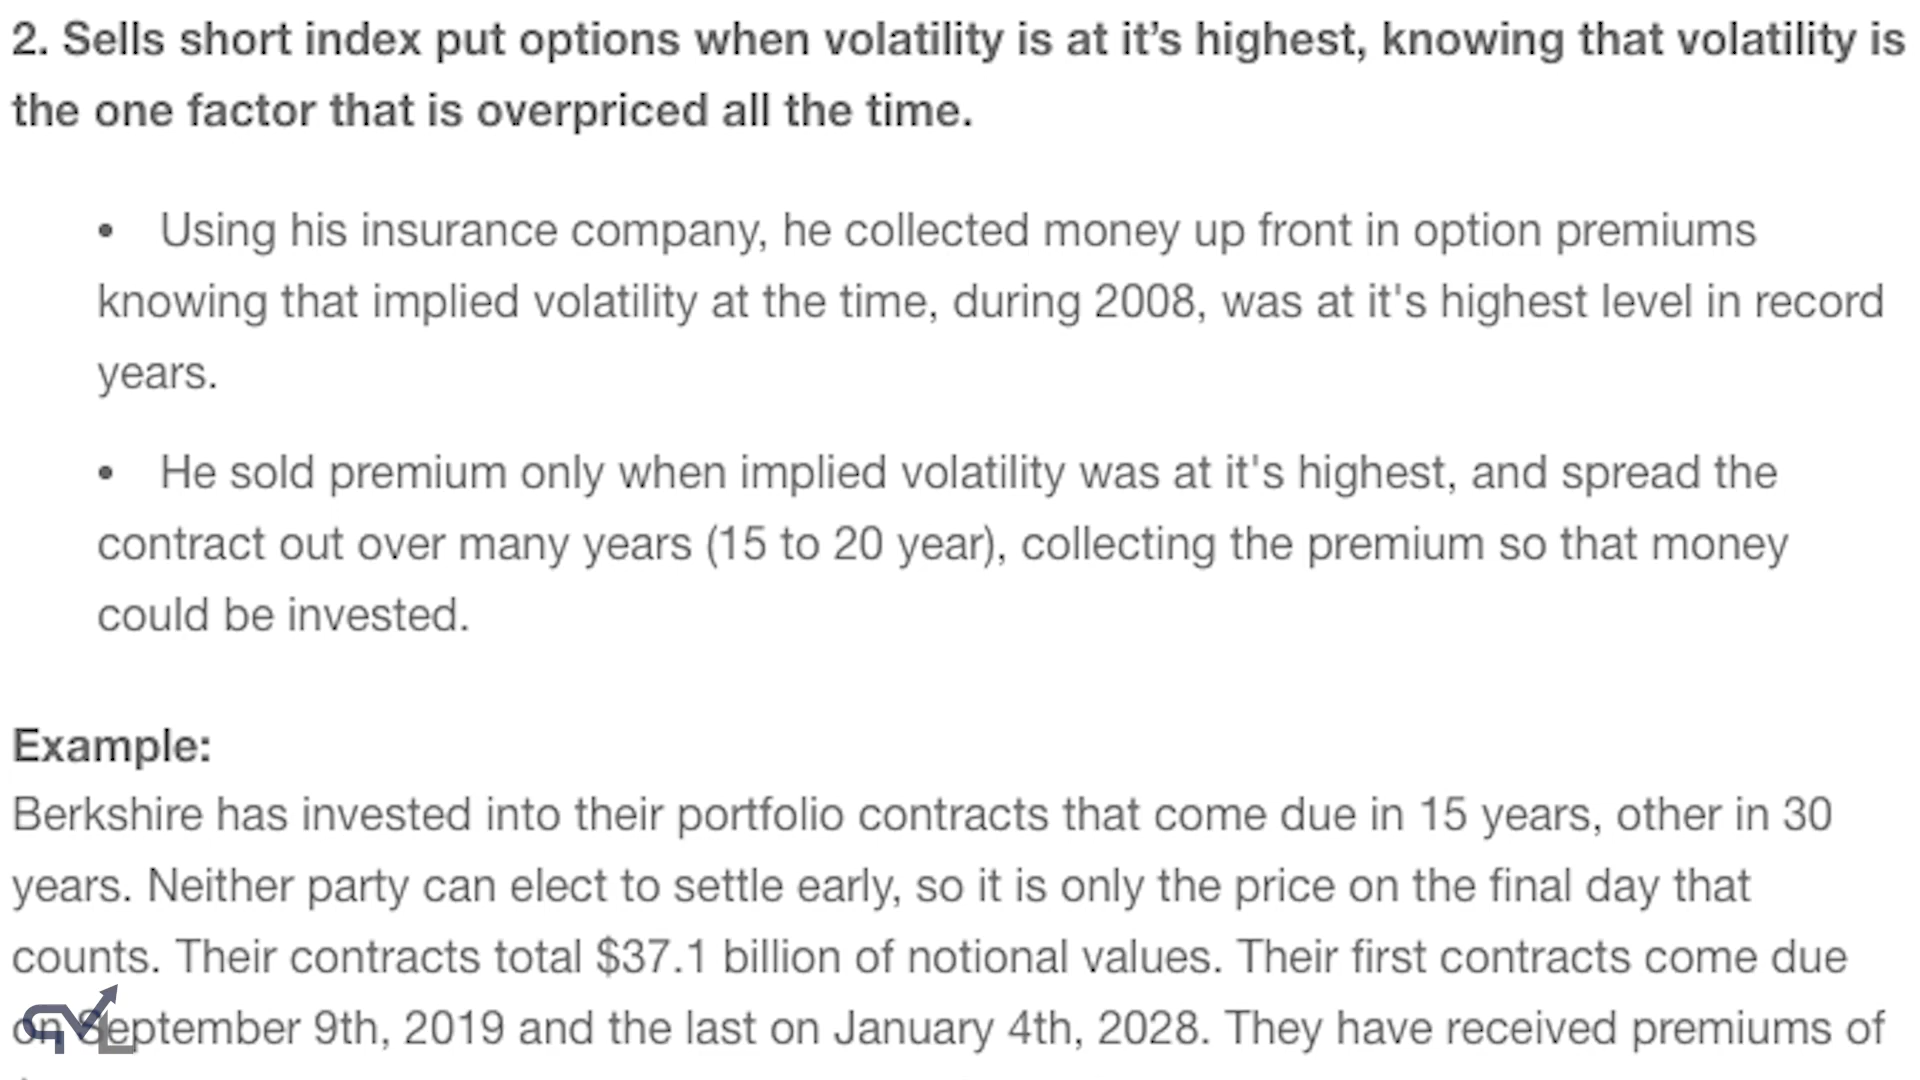 2. Sells short index put options when volatility is at it’s highest, knowing that volatility is
the one factor that is overpriced all the time.
• Using his insurance company, he collected money up front in option premiums
knowing that implied volatility at the time, during 2008, was at it's highest level in record
years.
• He sold premium only when implied volatility was at it's highest, and spread the
contract out over many years (15 to 20 year), collecting the premium so that money
could be invested.
Example:
Berkshire has invested into their portfolio contracts that come due in 15 years, other in 30
years. Neither party can elect to settle early, so it is only the price on the final day that
counts. Their contracts total $37.1 billion of notional values. Their first contracts come due
on September 9th, 2019 and the last on January 4th, 2028. They have received premiums of